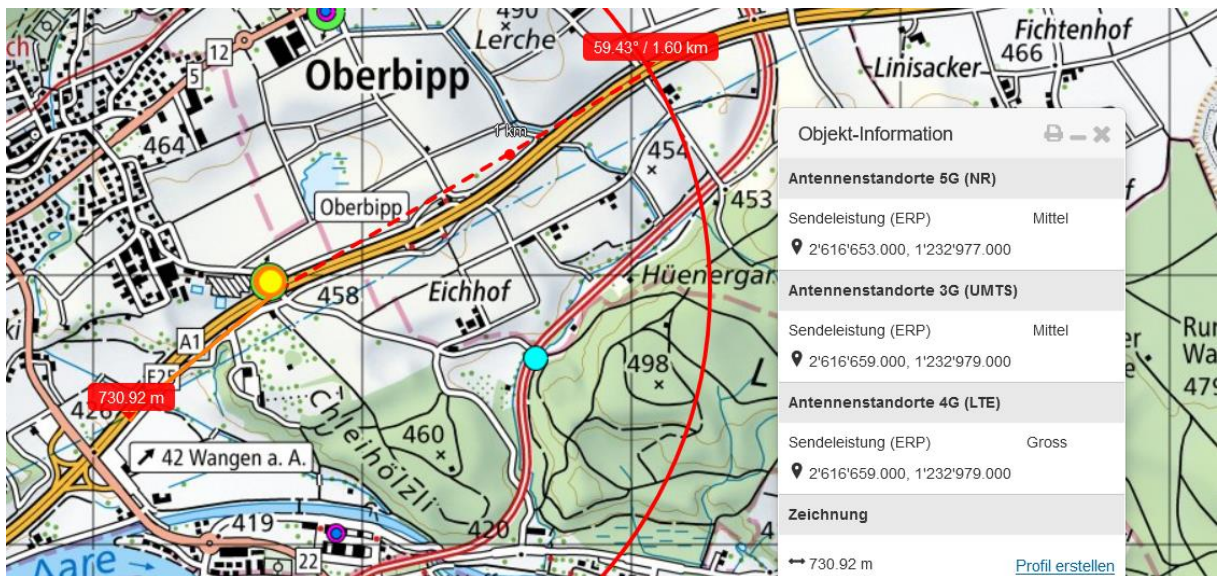 490
Lerche
12
5
59.43° / 1.60 km
Fichtenhof
466
Linisacker
Oberbipp
1 km
464
454
453
Oberbipp
458
Eichhof
Hüenergar
A1
730.92 m
498
L
Chleihölzli
460
42 Wangen a. A.
419
420
22
Aare
4
479
Objekt-Information
Antennenstandorte 5G (NR)
Sendeleistung (ERP) Mittel
2'616'653.000, 1'232'977.000
Antennenstandorte 3G (UMTS)
Sendeleistung (ERP) Mittel
2'616'659.000, 1'232'979.000
Antennenstandorte 4G (LTE)
Sendeleistung (ERP) Gross
2'616'659.000, 1'232'979.000
Zeichnung
730.92 m Profil erstellen